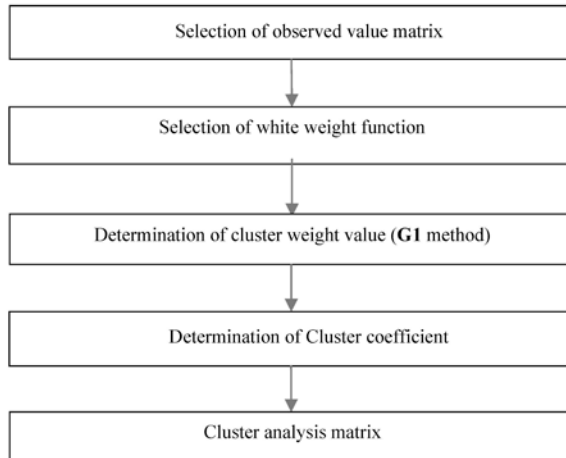 Selection of observed value matrix
Selection of white weight function
Determination of cluster weight value (G1 method)
Determination of Cluster coefficient
Cluster analysis matrix